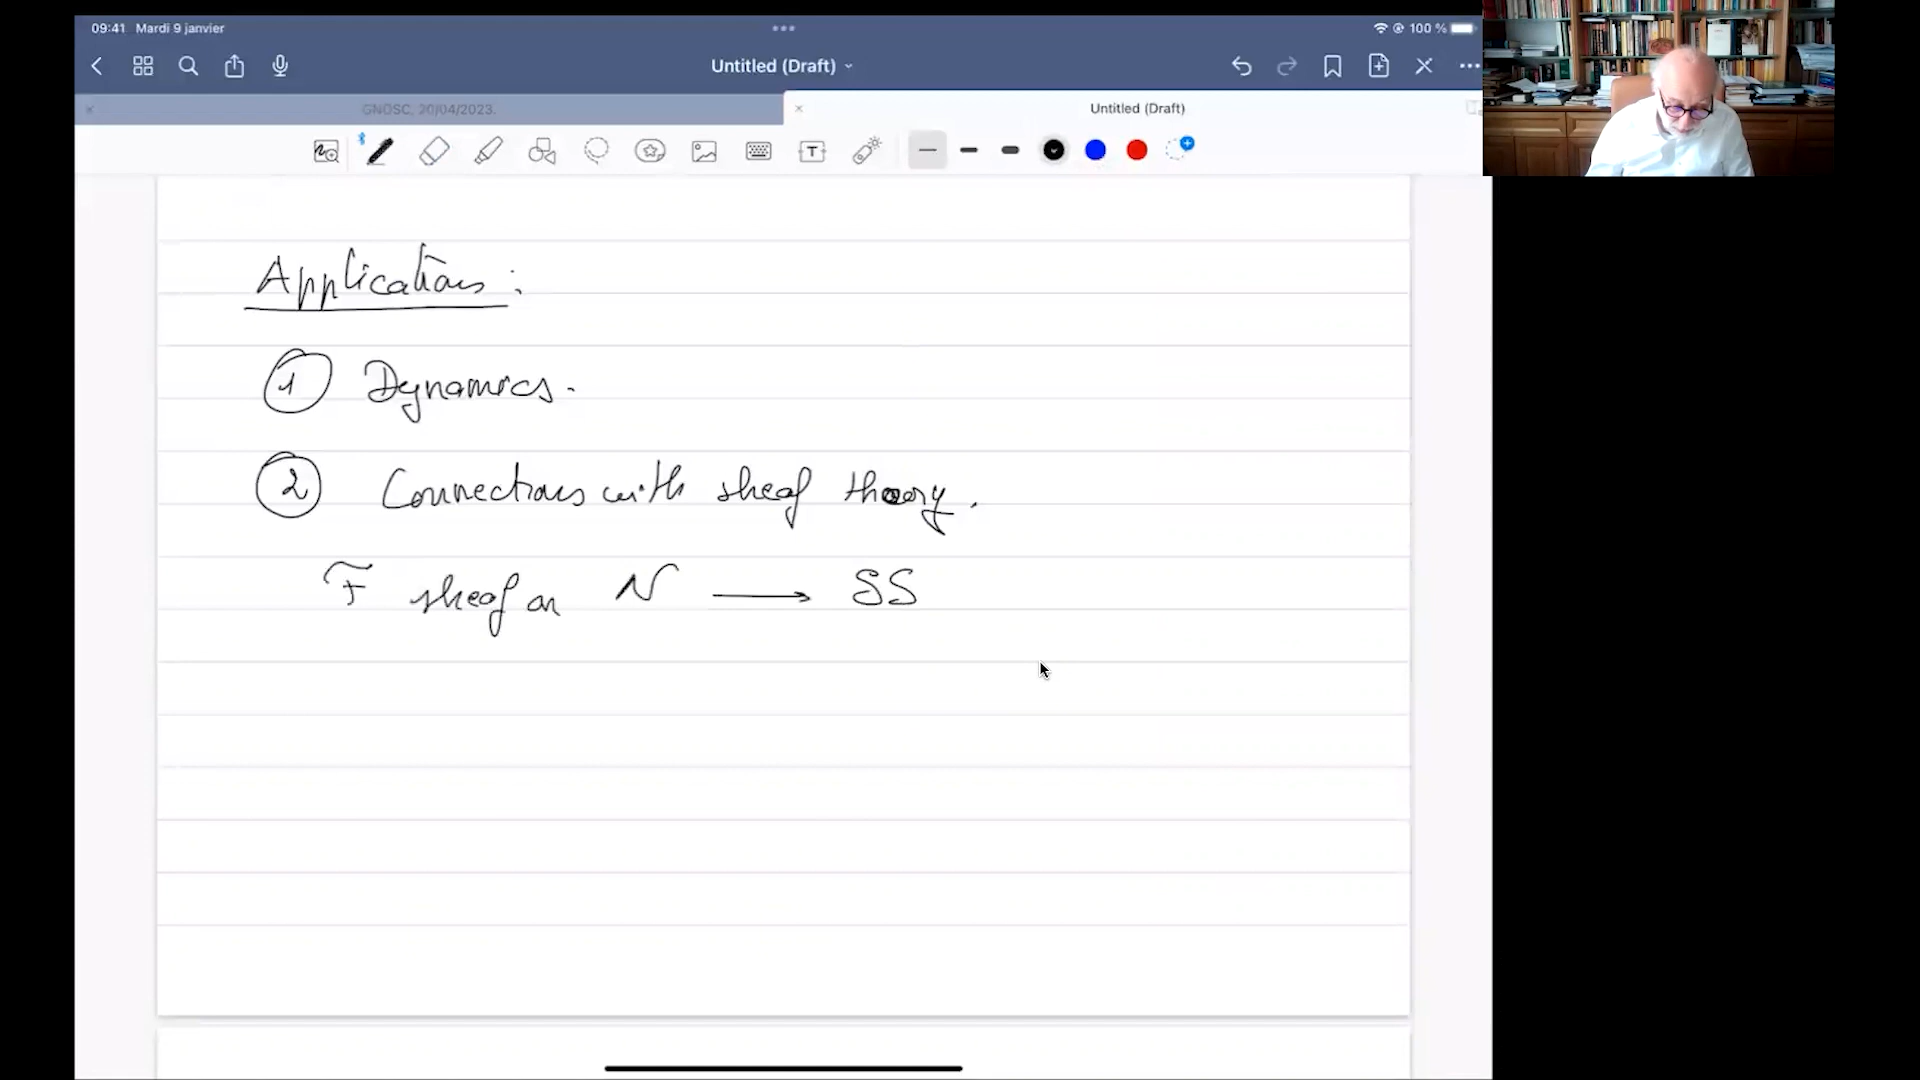 09:41 Mardi 9 janvier
100 %
Untitled (Draft)
GNOSC, 20/04/2023.
Untitled (Draft)
T
Applications :
1 Dynamics.
2 Connections with sheaf theory.
F sheaf on N → SS